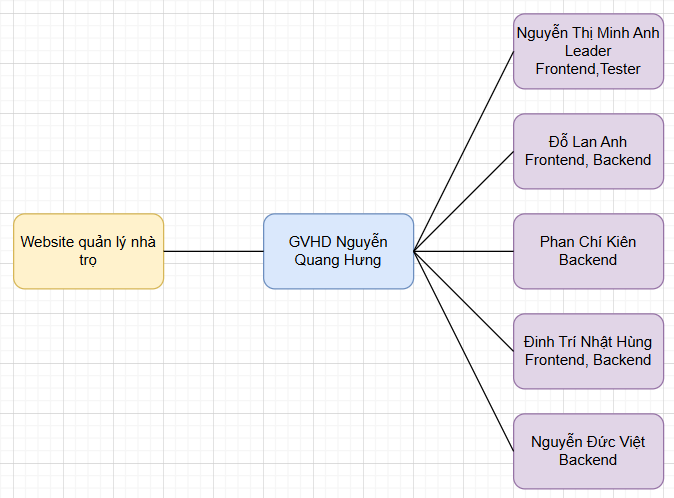 Nguyễn Thị Minh Anh
Leader
Frontend,Tester
Đỗ Lan Anh
Frontend, Backend
Website quản lý nhà
trọ
GVHD Nguyễn
Quang Hưng
Phan Chí Kiên
Backend
Đinh Trí Nhật Hùng
Frontend, Backend
Nguyễn Đức Việt
Backend